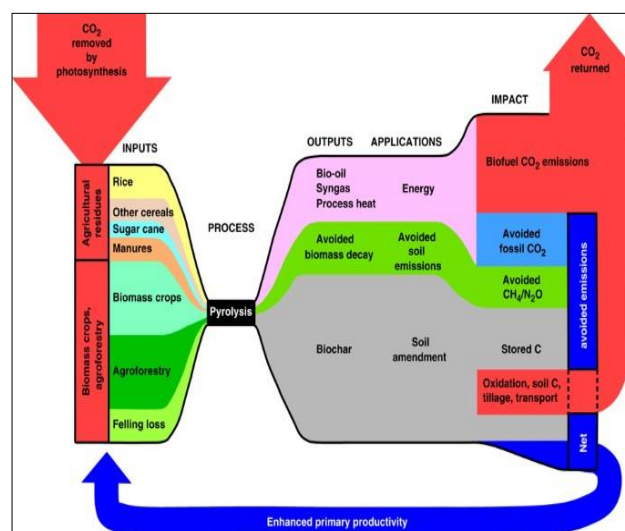 CO2
removed
by
photosynthesis
CO2
returned
IMPACT
INPUTS
OUTPUTS APPLICATIONS
PROCESS
Agricultural
residues
Rice
Other cereals
Sugar cane
Manures
Biomass crops,
agroforestry
Biomass crops
Agroforestry
Felling loss
Pyrolysis
Bio-oil
Syngas
Process heat
Energy
Biofuel CO2 emissions
Avoided
biomass decay
Avoided
soil
emissions
Avoided
fossil CO2
Avoided
CH4/N2O
avoided emissions
Biochar
Soil
amendment
Stored C
Oxidation, soil C,
tillage, transport
Net
Enhanced primary productivity